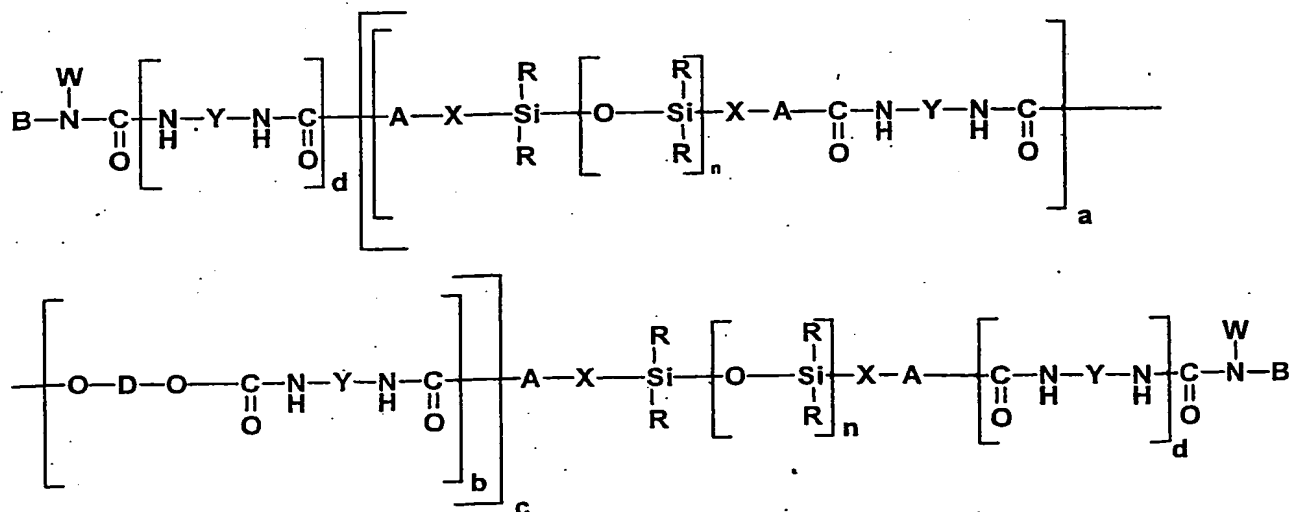 W R R
B–N–C N–Y–N–C A–X–Si–O–Si–X–A–C–N–Y–N–C
O H H O R R O H H O
d n a
R R W
O–D–O–C–N–Y–N–C A–X–Si–O–Si–X–A–C–N–Y–N–C–N–B
O H H O R R O H H O
b n d
c